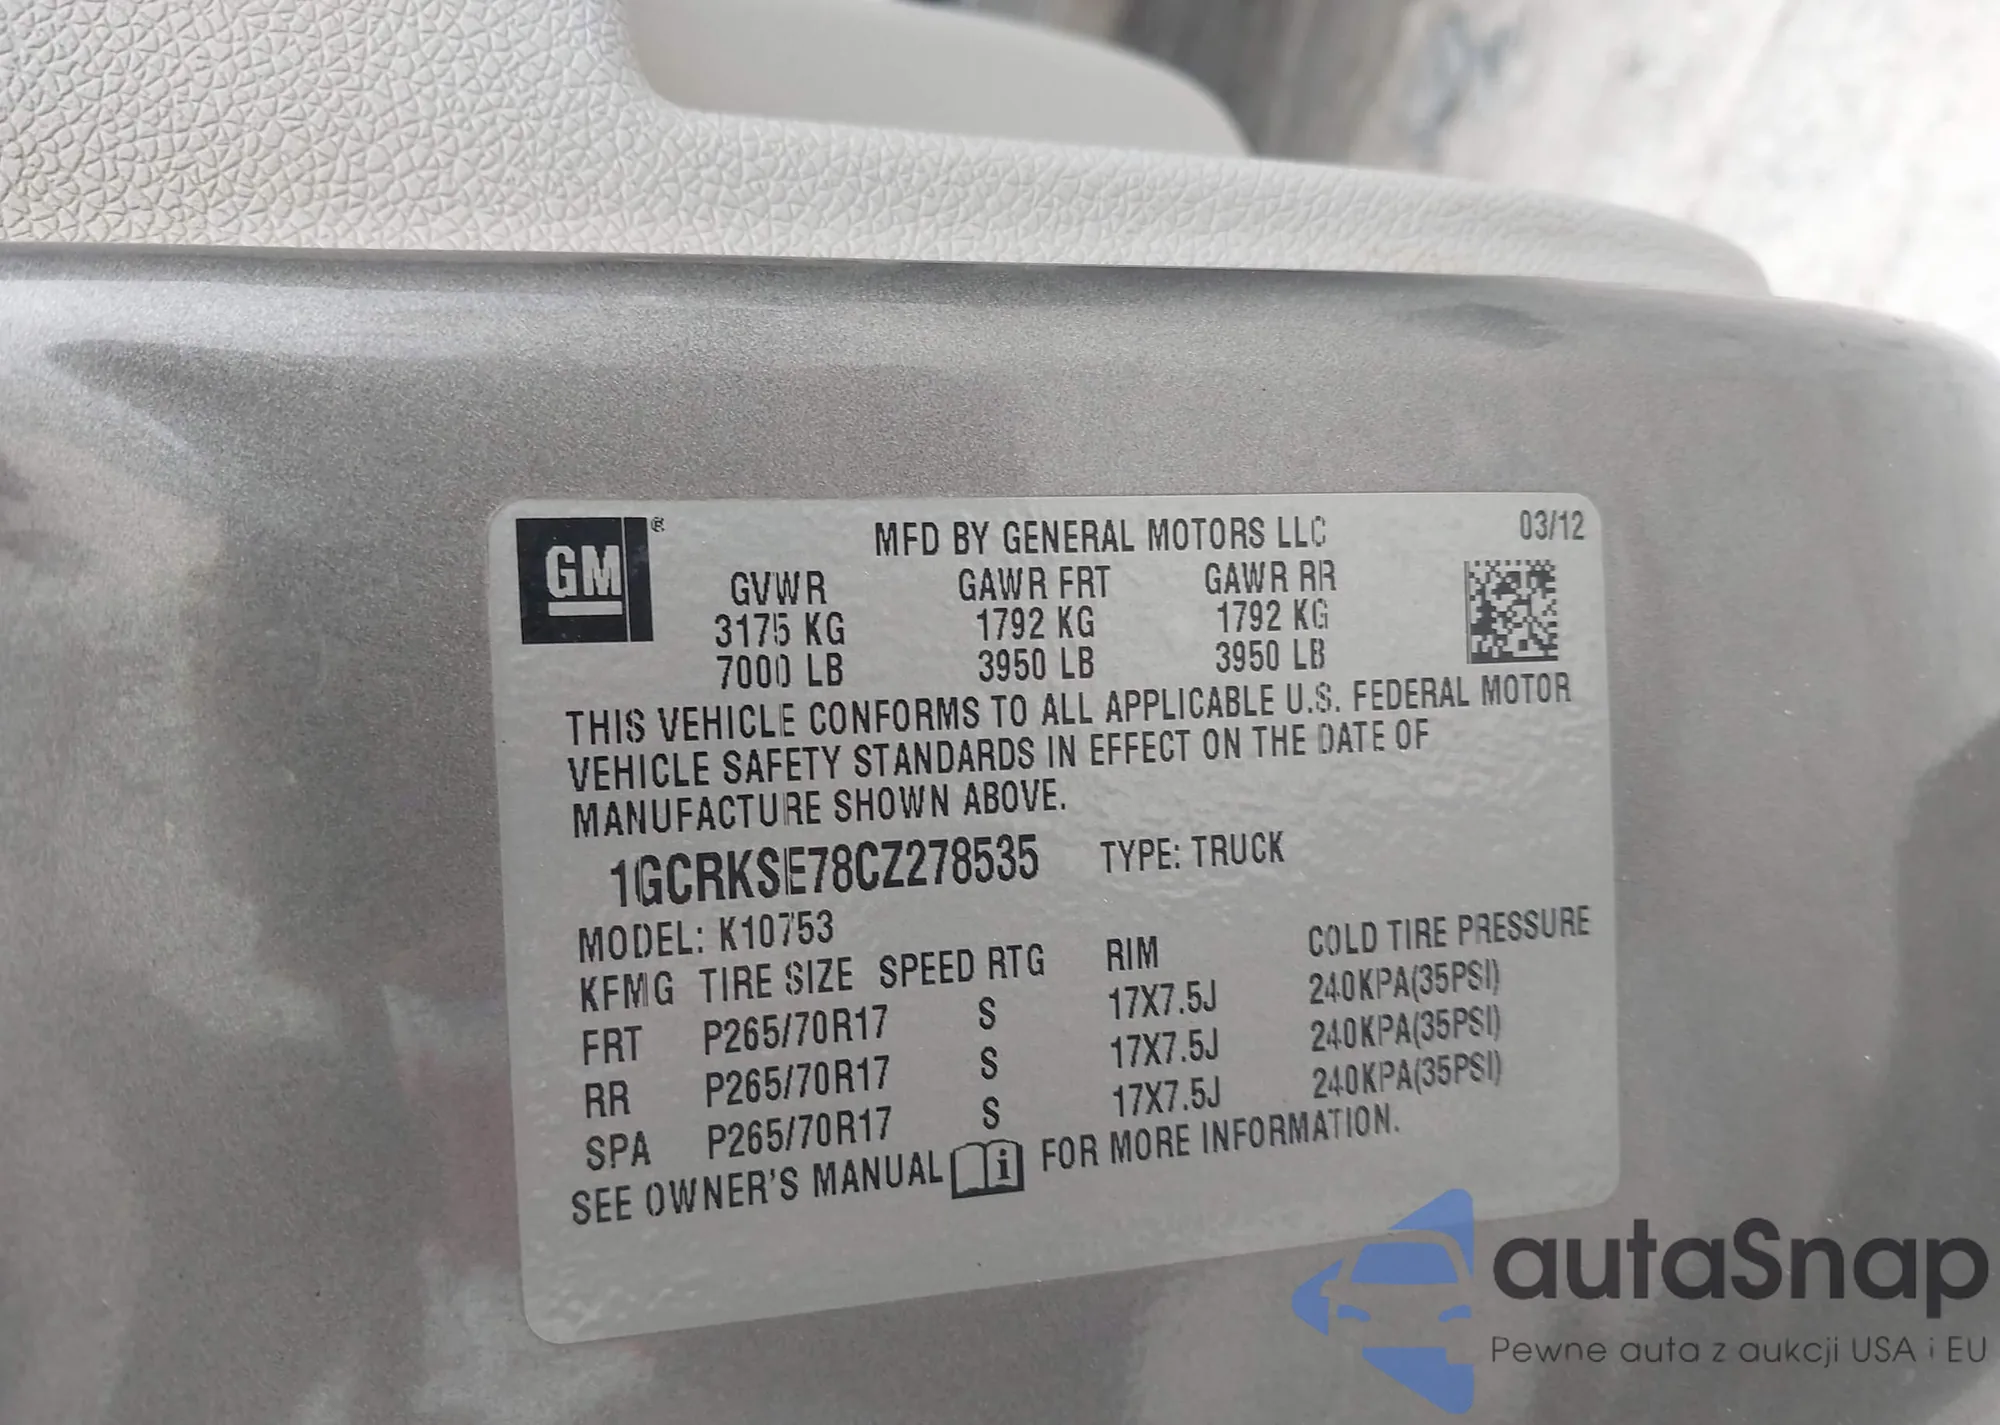 GM ®
MFD BY GENERAL MOTORS LLC 03/12
GVWR GAWR FRT GAWR RR
3175 KG 1792 KG 1792 KG
7000 LB 3950 LB 3950 LB
THIS VEHICLE CONFORMS TO ALL APPLICABLE U.S. FEDERAL MOTOR
VEHICLE SAFETY STANDARDS IN EFFECT ON THE DATE OF
MANUFACTURE SHOWN ABOVE.
1GCRKSE78CZ278535 TYPE: TRUCK
MODEL: K10753
KFMG TIRE SIZE SPEED RTG RIM COLD TIRE PRESSURE
FRT P265/70R17 S 17X7.5J 240KPA(35PSI)
RR P265/70R17 S 17X7.5J 240KPA(35PSI)
SPA P265/70R17 S 17X7.5J 240KPA(35PSI)
SEE OWNER'S MANUAL i FOR MORE INFORMATION.
autaSnap
Pewne auta z aukcji USA i EU